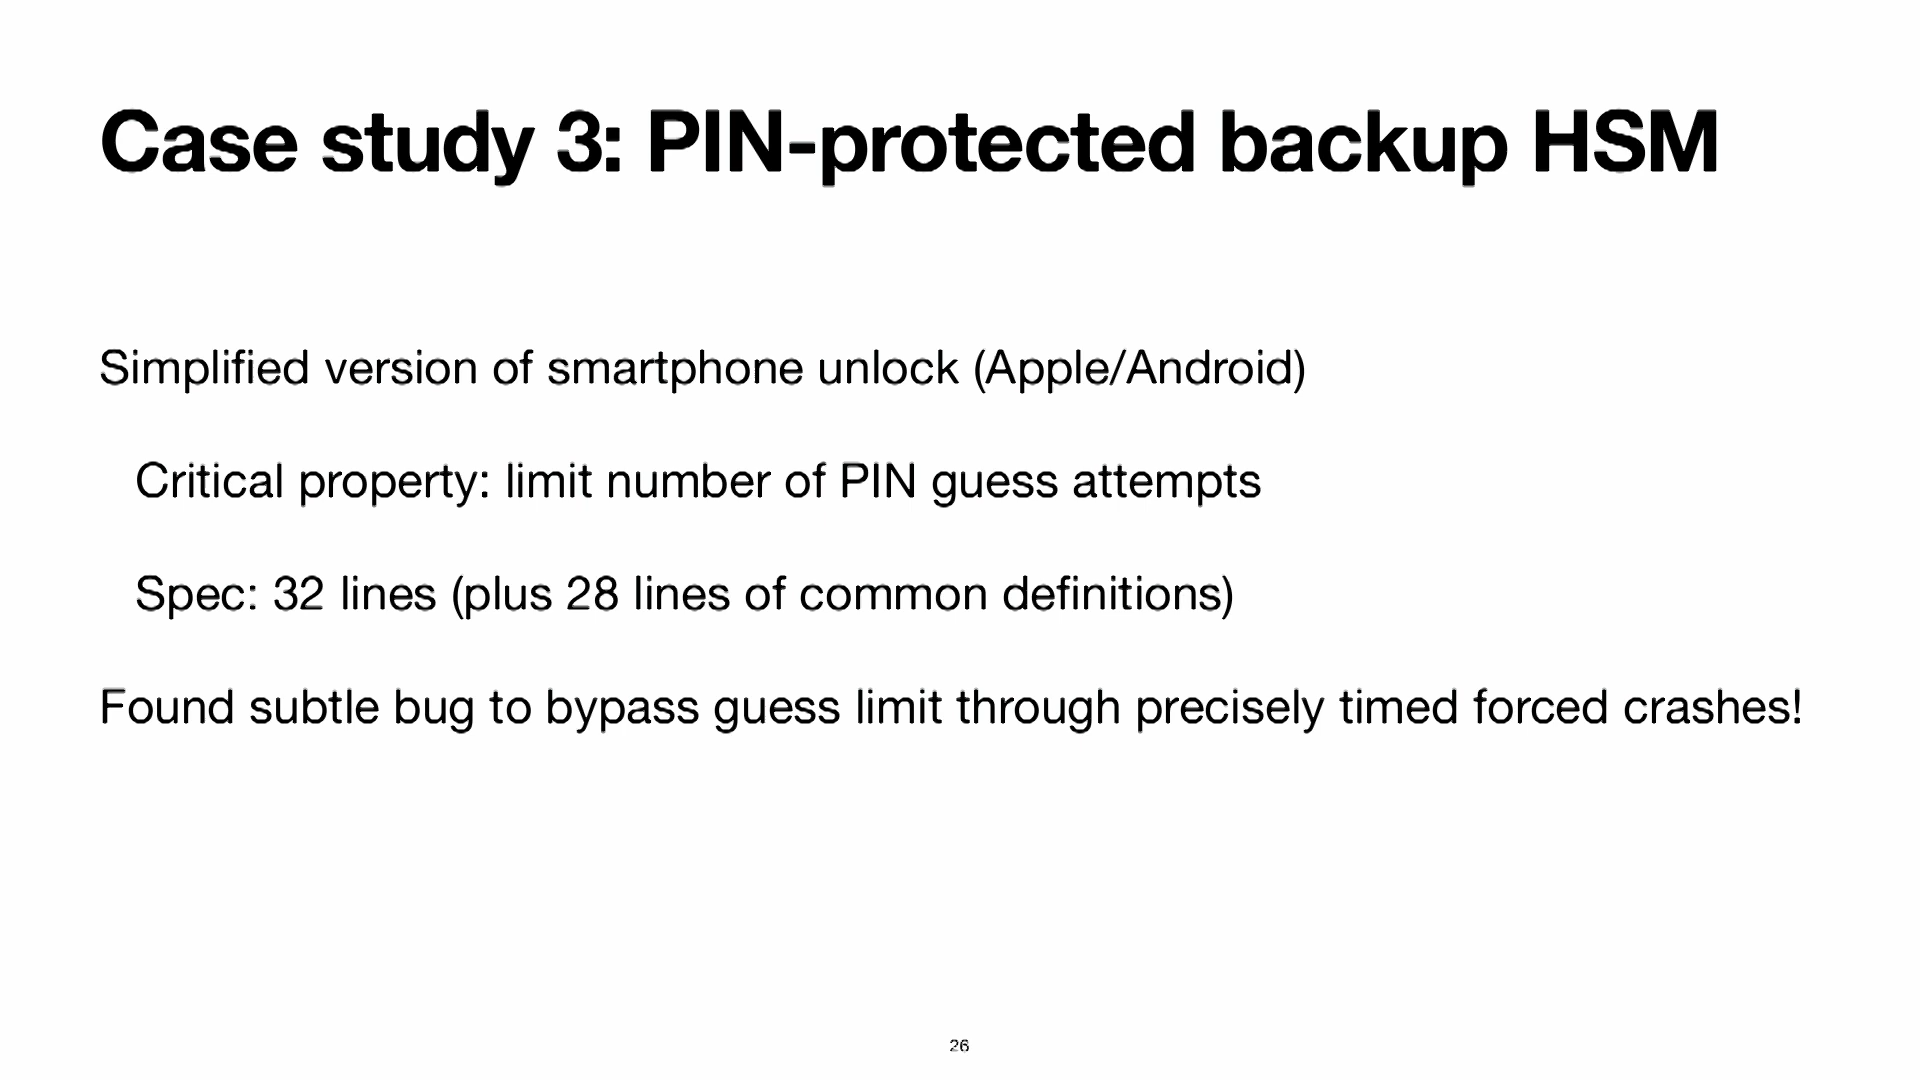 Case study 3: PIN-protected backup HSM
Simplified version of smartphone unlock (Apple/Android)
Critical property: limit number of PIN guess attempts
Spec: 32 lines (plus 28 lines of common definitions)
Found subtle bug to bypass guess limit through precisely timed forced crashes!
26